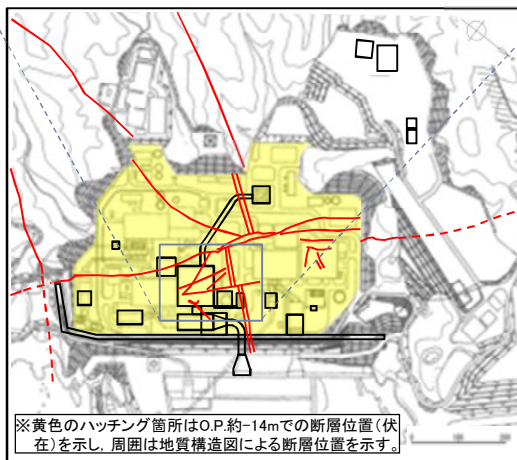 ※黄色のハッチング箇所はO.P.約-14mでの断層位置(伏
在)を示し，周囲は地質構造図による断層位置を示す。